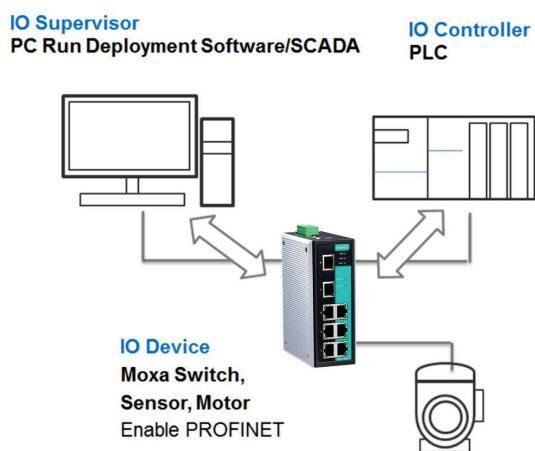 IO Supervisor
PC Run Deployment Software/SCADA
IO Controller
PLC
IO Device
Moxa Switch,
Sensor, Motor
Enable PROFINET